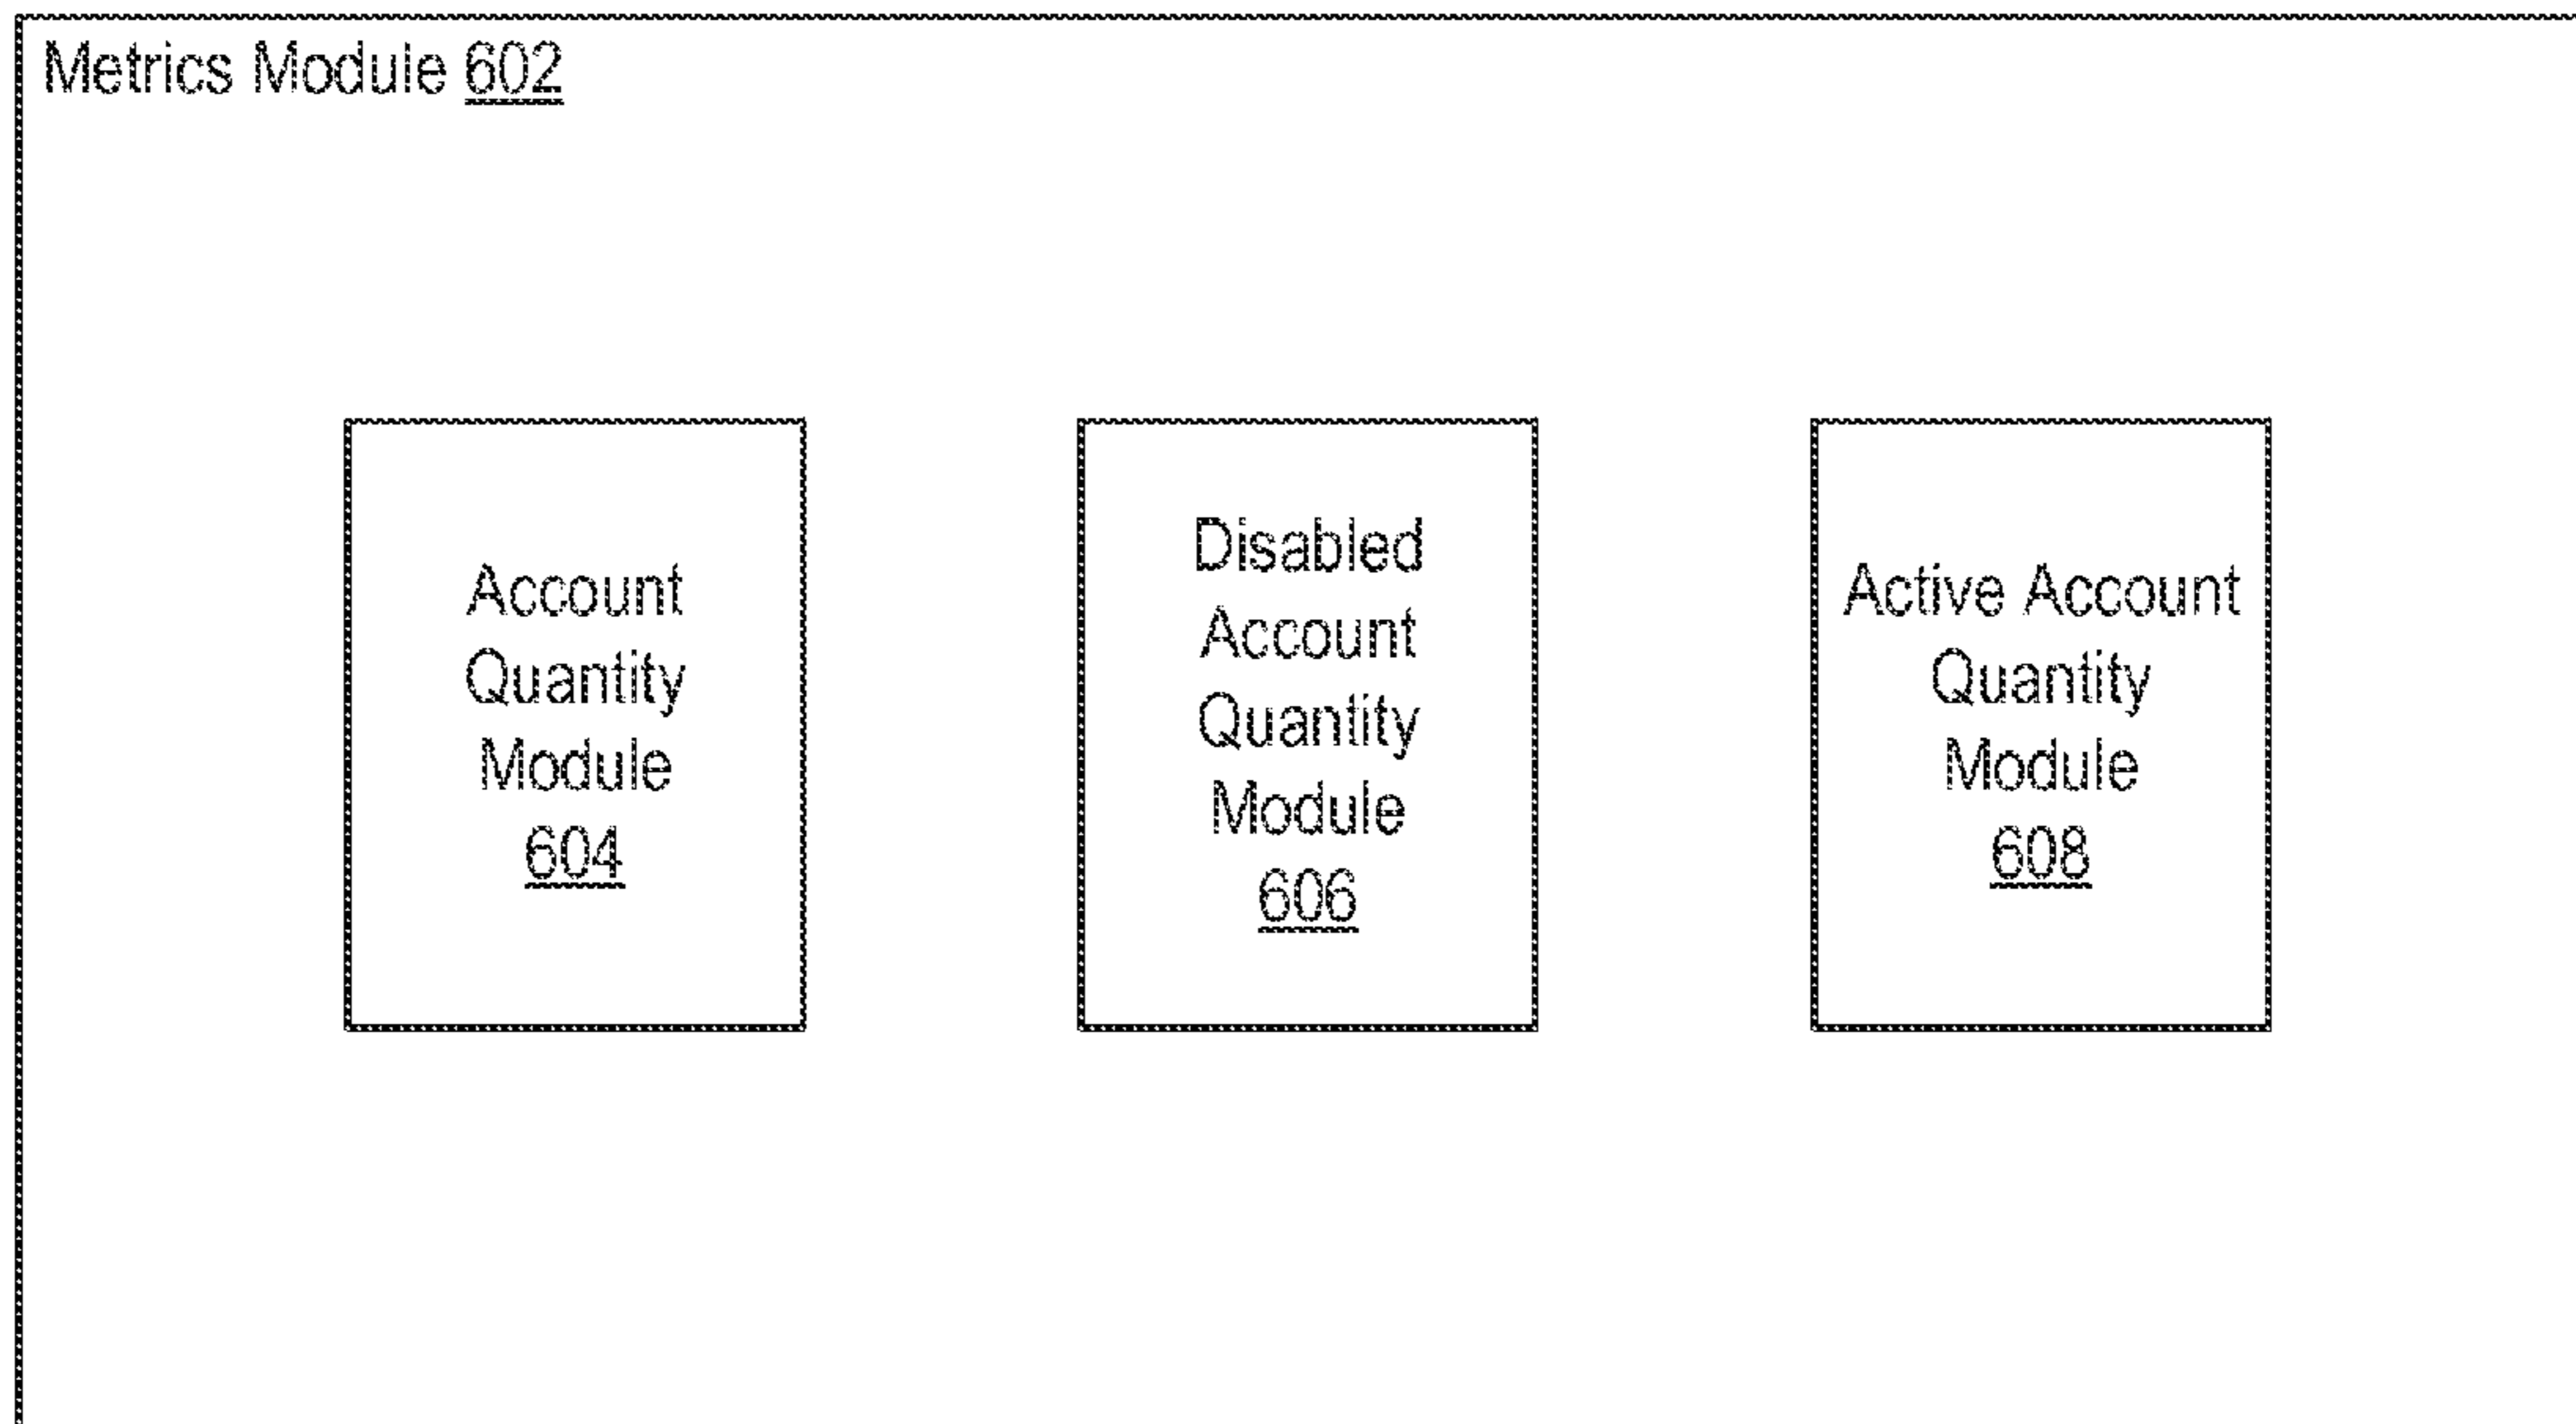 Metrics Module 602
Account
Quantity
Module
604
Disabled
Account
Quantity
Module
606
Active Account
Quantity
Module
608